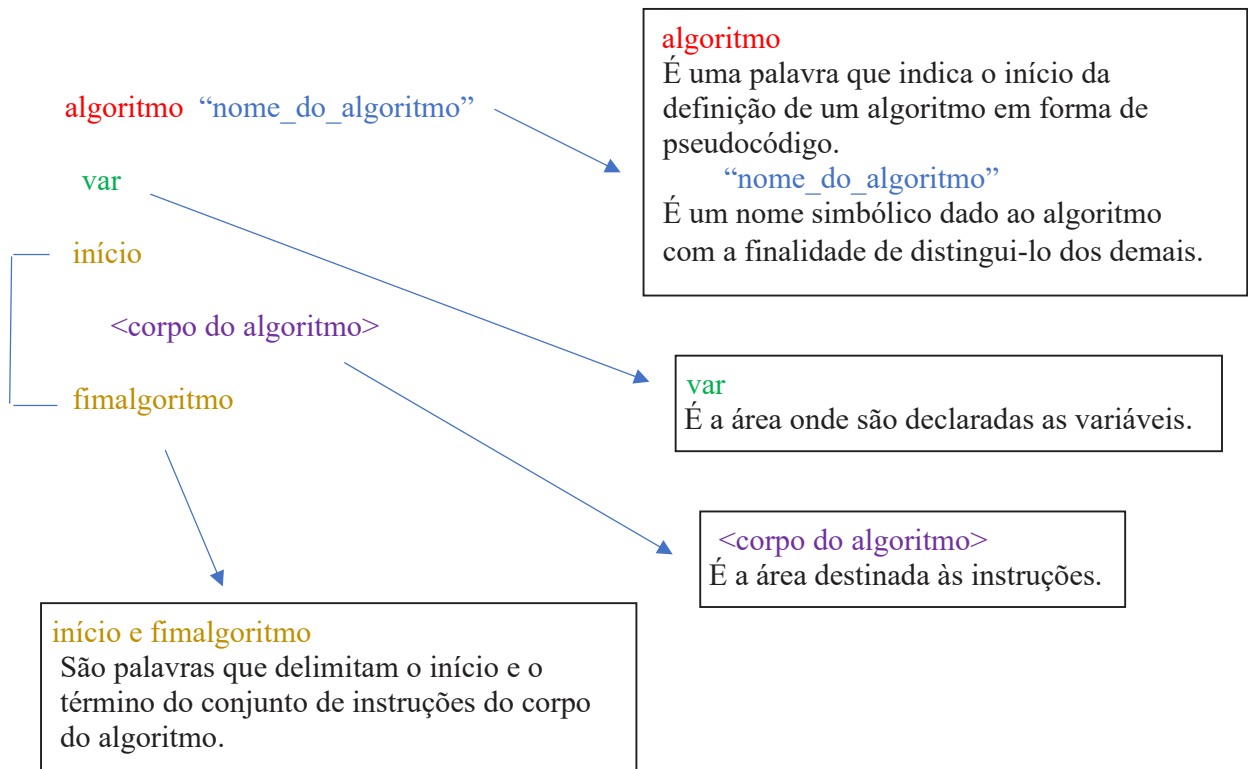 algoritmo “nome_do_algoritmo”
var
início
<corpo do algoritmo>
fimalgoritmo
algoritmo
É uma palavra que indica o início da
definição de um algoritmo em forma de
pseudocódigo.
“nome_do_algoritmo”
É um nome simbólico dado ao algoritmo
com a finalidade de distingui-lo dos demais.
var
É a área onde são declaradas as variáveis.
<corpo do algoritmo>
É a área destinada às instruções.
início e fimalgoritmo
São palavras que delimitam o início e o
término do conjunto de instruções do corpo
do algoritmo.